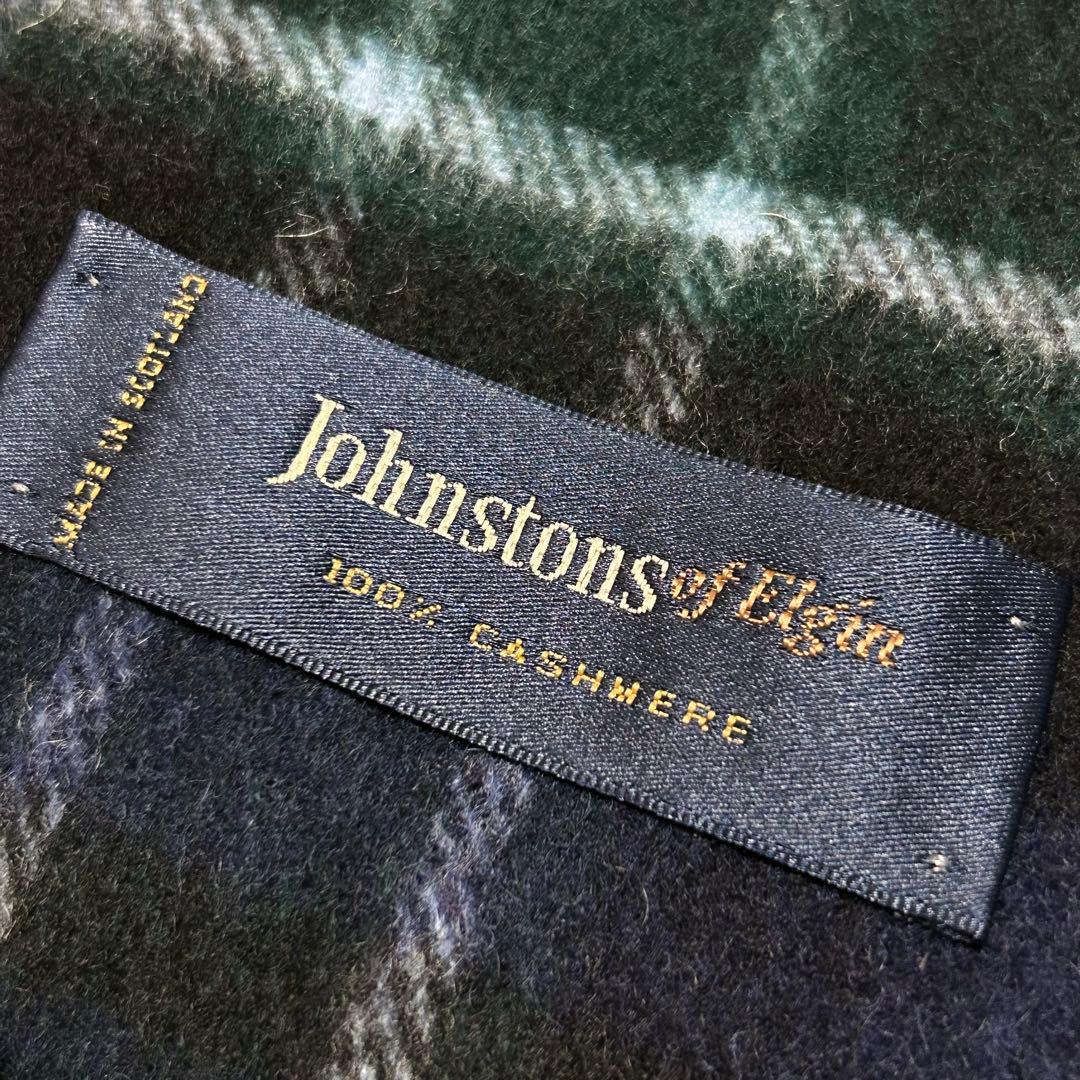 MADE IN SCOTLAND
Johnstons of Elgin
100% CASHMERE